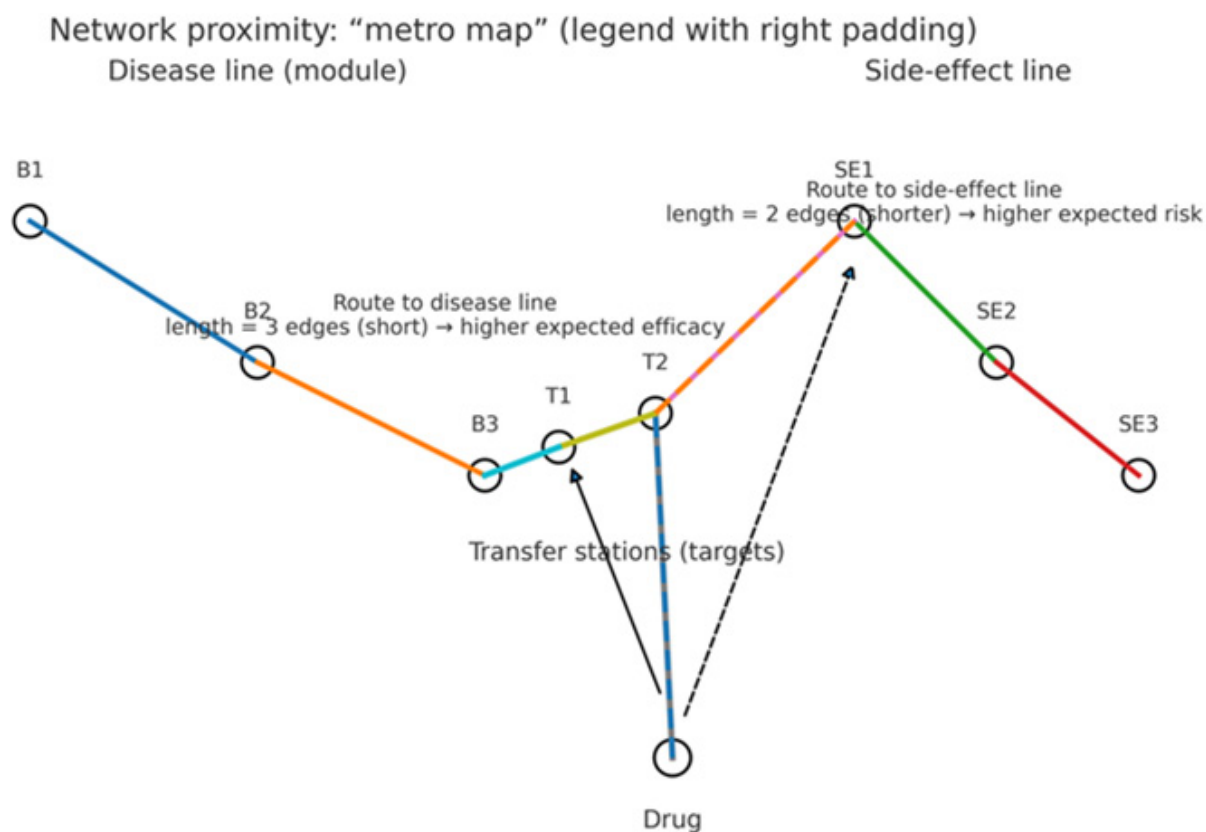 Network proximity: “metro map” (legend with right padding)
Disease line (module)
Side-effect line
B1
SE1
Route to side-effect line
length = 2 edges (shorter) → higher expected risk
B2
Route to disease line
length = 3 edges (short) → higher expected efficacy
SE2
T2
T1
B3
SE3
Transfer stations (targets)
Drug